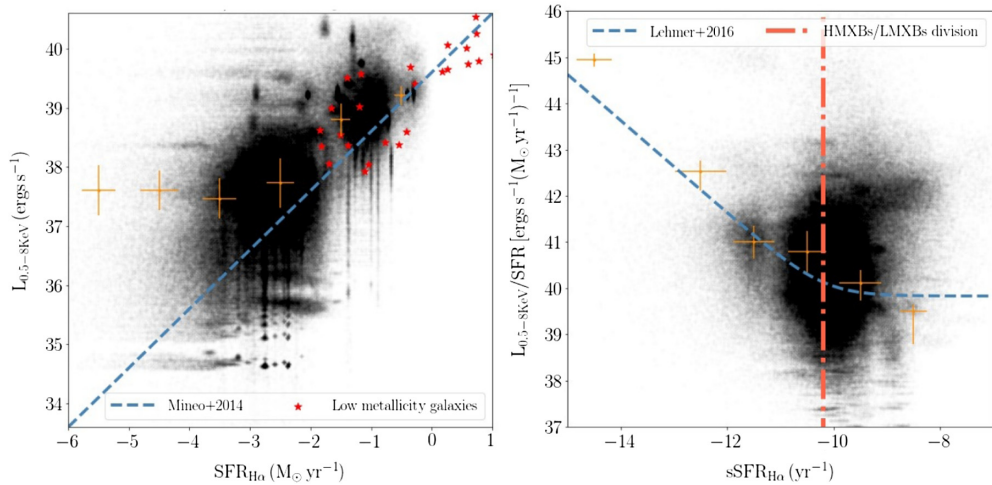 40
39
38
37
36
35
34
L0.5−8KeV (ergs s−1)
Mineo+2014
Low metallicity galaxies
−6 −5 −4 −3 −2 −1 0 1
SFRHα (M⊙ yr−1)
46
45
44
43
42
41
40
39
38
37
L0.5−8KeV/SFR [ergs s−1(M⊙ yr−1)−1]
Lehmer+2016
HMXBs/LMXBs division
−14 −12 −10 −8
sSFRHα (yr−1)